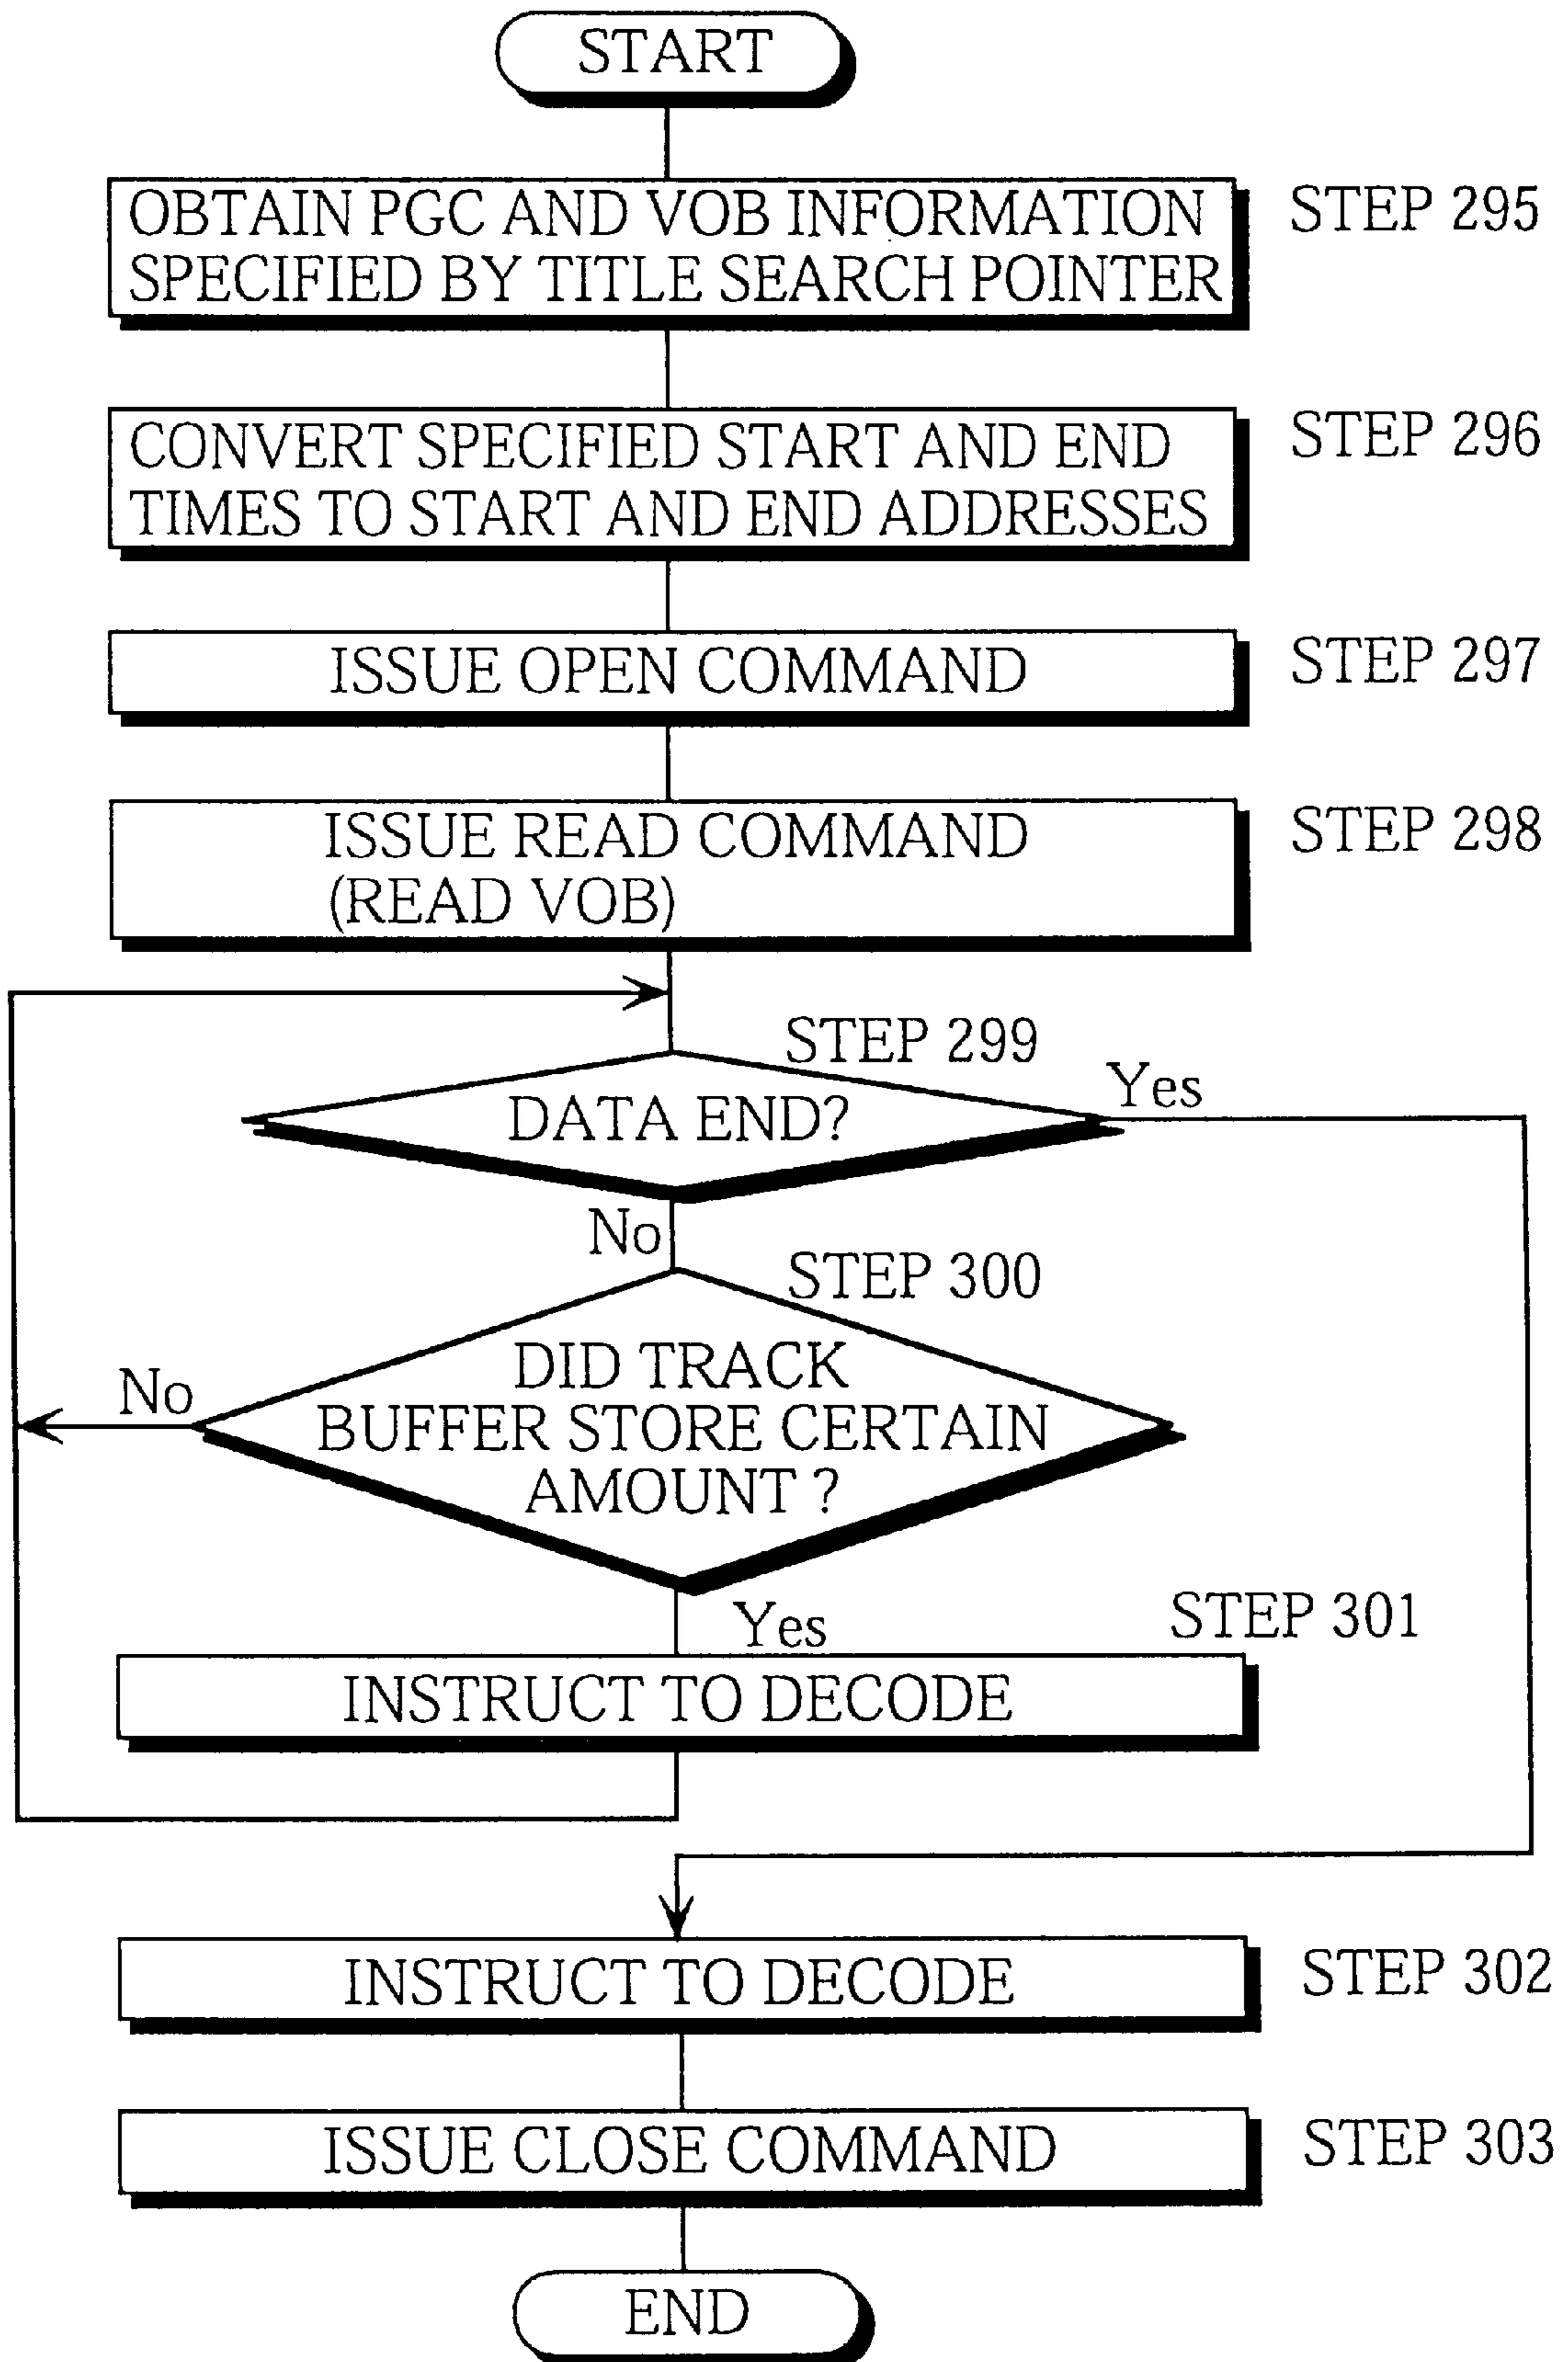 START
OBTAIN PGC AND VOB INFORMATION
SPECIFIED BY TITLE SEARCH POINTER
STEP 295
CONVERT SPECIFIED START AND END
TIMES TO START AND END ADDRESSES
STEP 296
ISSUE OPEN COMMAND
STEP 297
ISSUE READ COMMAND
(READ VOB)
STEP 298
STEP 299
DATA END?
Yes
No
STEP 300
DID TRACK
BUFFER STORE CERTAIN
AMOUNT ?
No
Yes
STEP 301
INSTRUCT TO DECODE
INSTRUCT TO DECODE
STEP 302
ISSUE CLOSE COMMAND
STEP 303
END